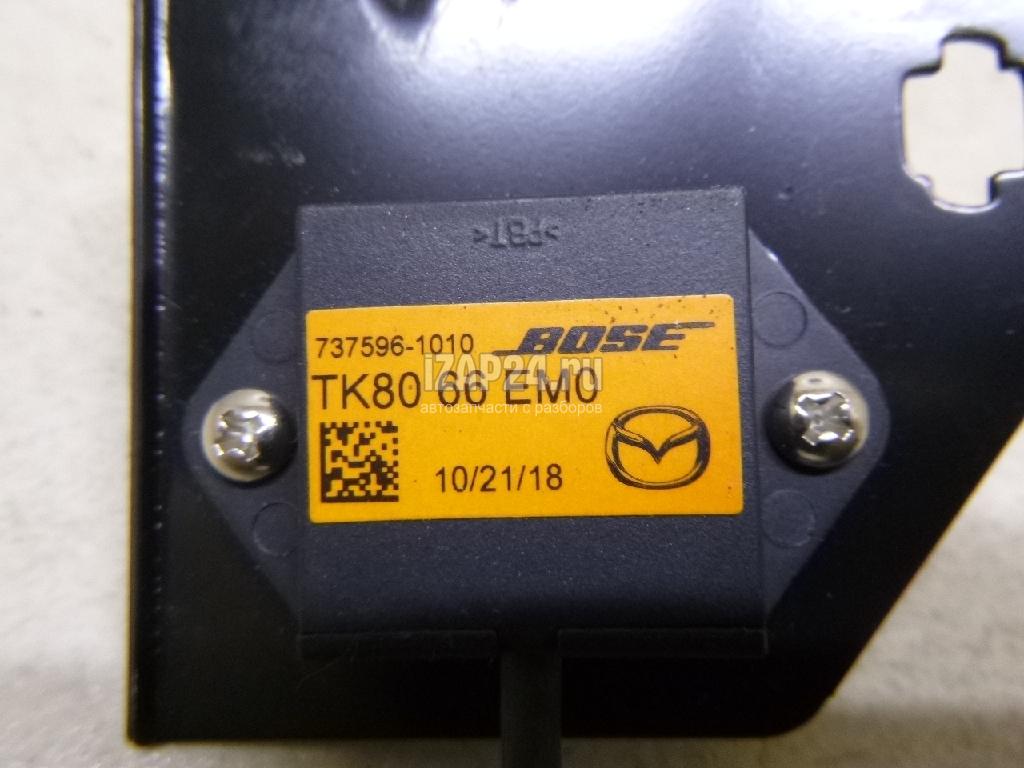 >PBT<
737596-1010 BOSE
TK80 66 EM0
10/21/18
iZAP24.ru
автозапчасти с разборов